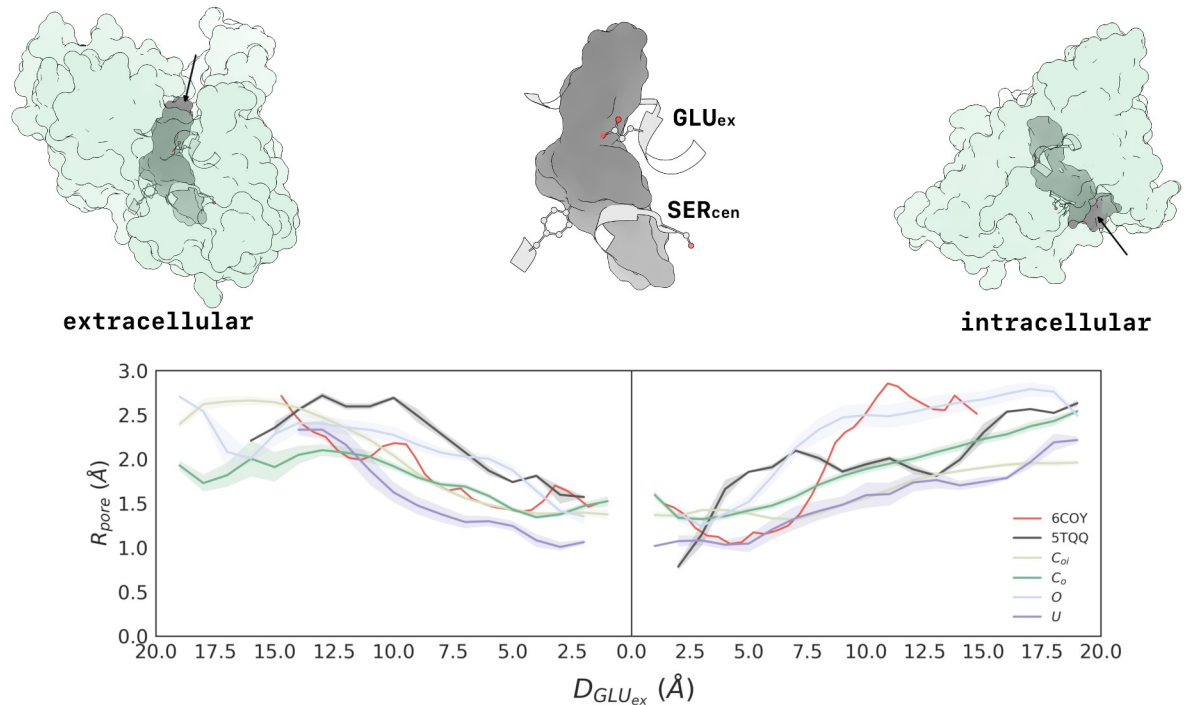 GLUex
SERcen
extracellular
intracellular
3.0
2.5
2.0
1.5
1.0
0.5
0.0
Rpore (Å)
20.0 17.5 15.0 12.5 10.0 7.5 5.0 2.5 0.0 2.5 5.0 7.5 10.0 12.5 15.0 17.5 20.0
DGLUex (Å)
6COY
5TQQ
Coi
Co
O
U